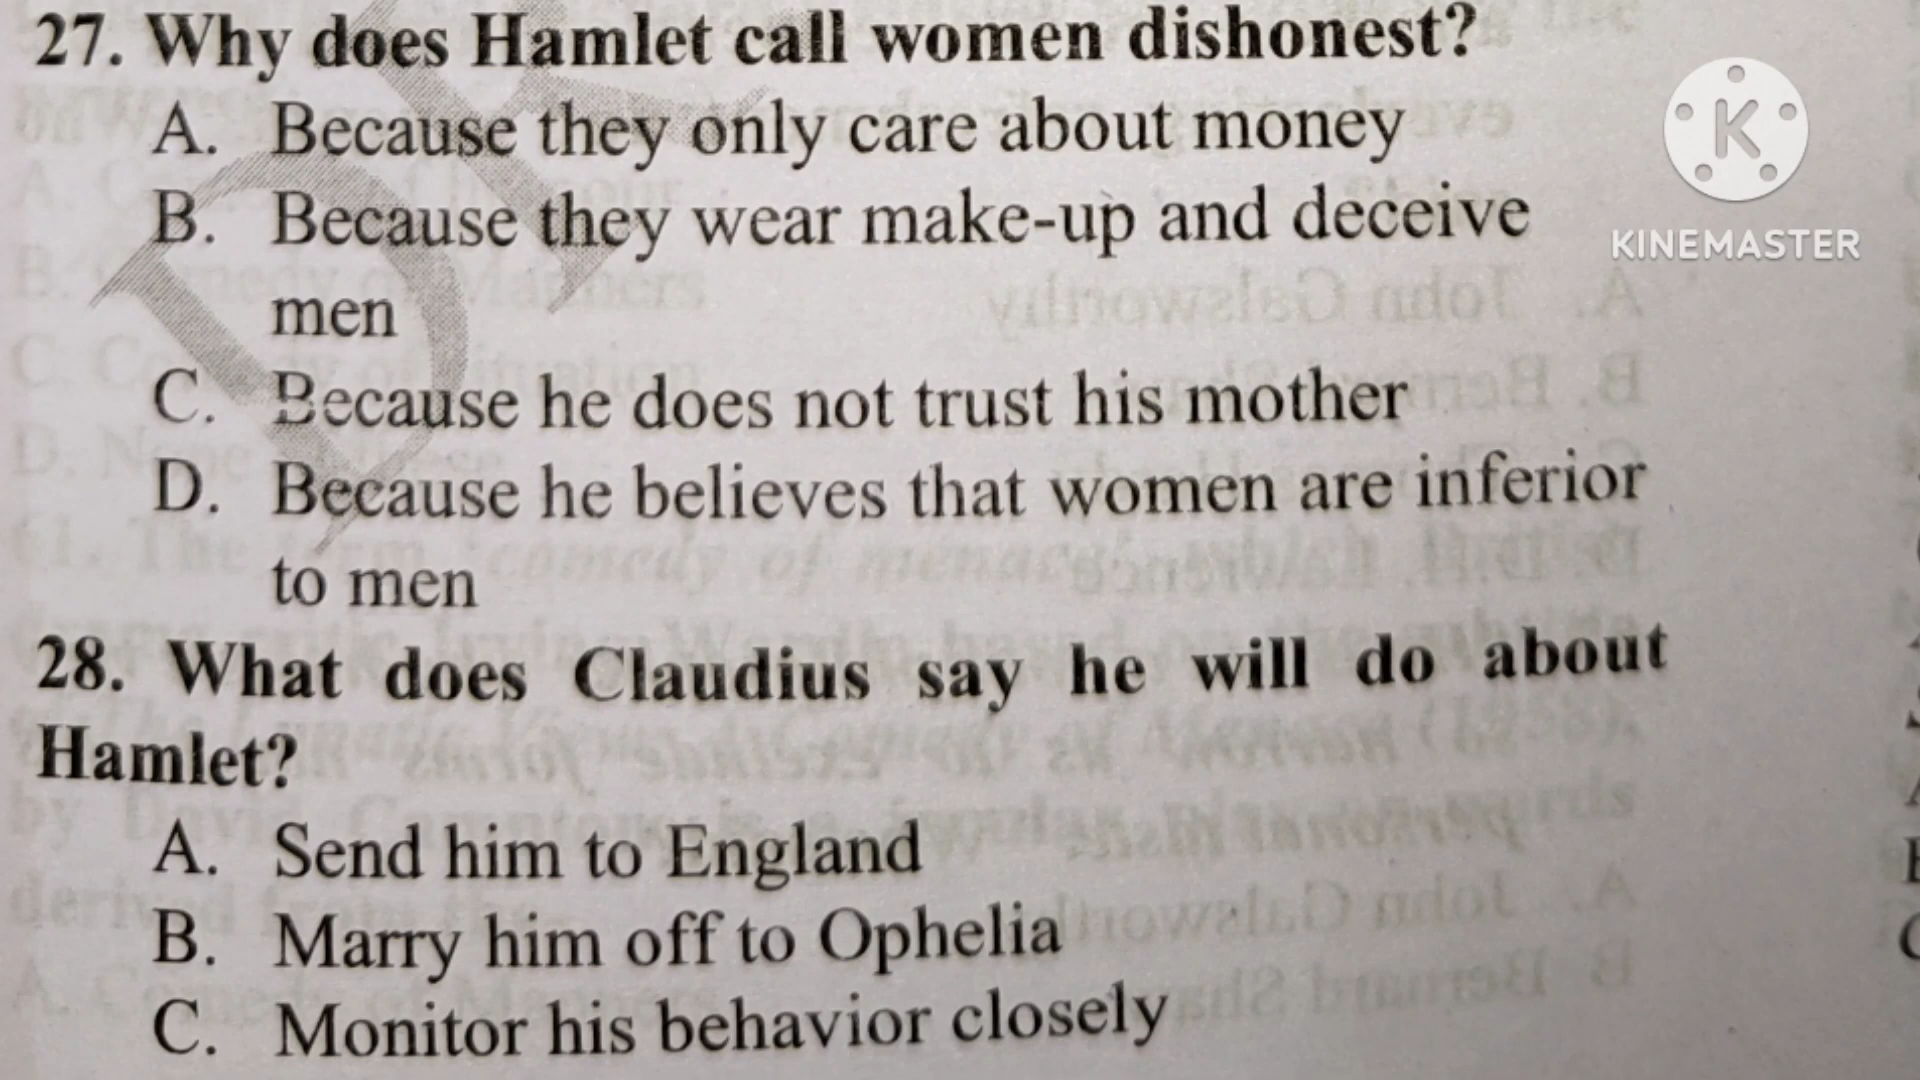 27. Why does Hamlet call women dishonest?
A. Because they only care about money
B. Because they wear make-up and deceive
men
C. Because he does not trust his mother
D. Because he believes that women are inferior
to men
28. What does Claudius say he will do about
Hamlet?
A. Send him to England
B. Marry him off to Ophelia
C. Monitor his behavior closely
K
KINEMASTER